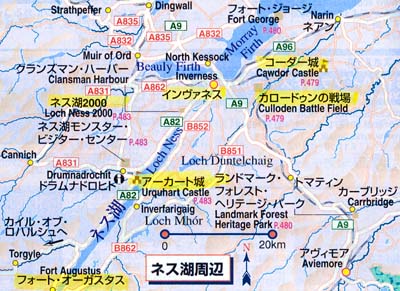 Strathpeffer
Dingwall
A835
A9
フォート・ジョージ
Fort George
P.480
Narin
ネアン
A832
A835
A832
Muir of Ord
North Kessock
Moray
Firth
A96
Beauly Firth
Inverness
コーダー城
Cawdor Castle
P.479
クランズマン・ハーバー
Clansman Harbour
インヴァネス
A831
A862
A9
カロードゥンの戦場
Culloden Battle Field
P.479
ネス湖2000
Loch Ness 2000
P.483
ネス湖モンスター・
ビジター・センター
P.483
A82
B852
Loch Ness
B851
Cannich
A831
Loch Duntelchaig
Drumnadrochit
ドラムナドロヒト
アーカート城
Urquhart Castle
P.483
ランドマーク・
フォレスト・
ヘリテージ・パーク
Landmark Forest
Heritage Park
P.480
トマティン
A82
ネス湖
Invertarigaig
Loch Mhór
カーブリッジ
Carrbridge
カイル・オブ・
ロハルシュへ
A9
B862
0
20km
Torgyle
Fort Augustus
フォート・オーガスタス
ネス湖周辺
N
アヴィモア
Aviemore